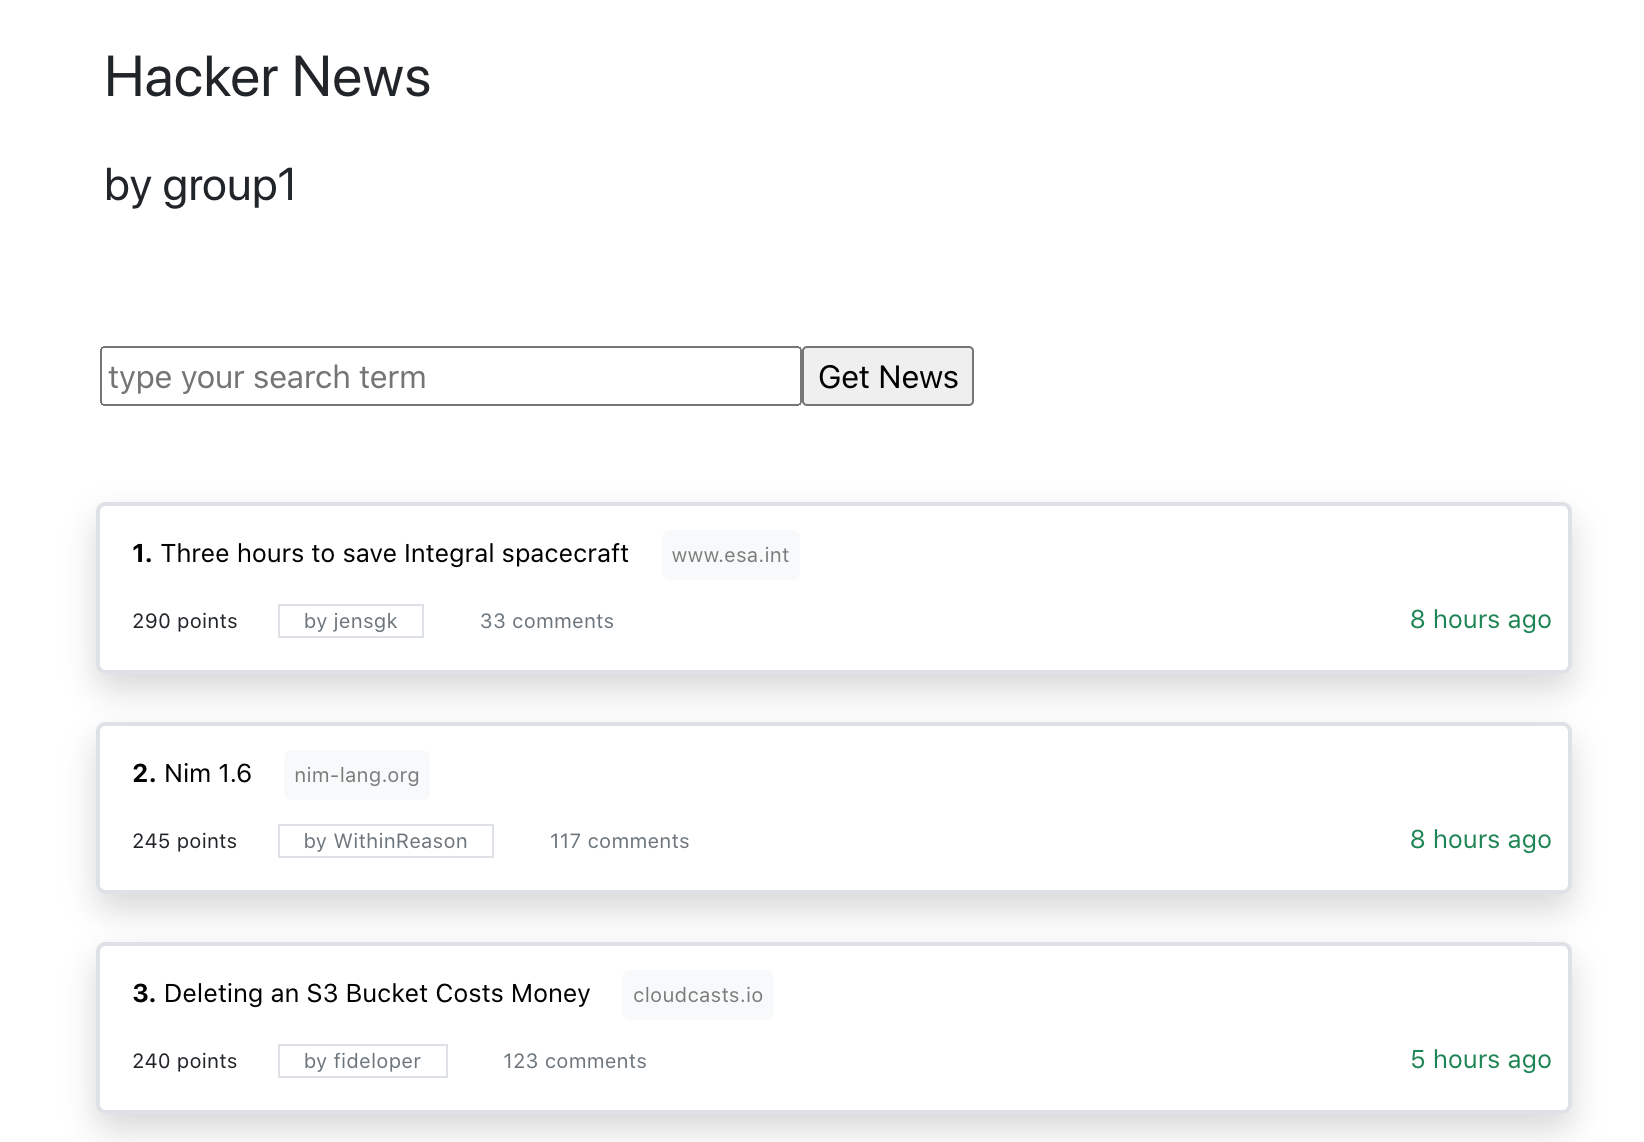 Hacker News
by group1
type your search term Get News
1. Three hours to save Integral spacecraft www.esa.int
290 points by jensgk 33 comments 8 hours ago
2. Nim 1.6 nim-lang.org
245 points by WithinReason 117 comments 8 hours ago
3. Deleting an S3 Bucket Costs Money cloudcasts.io
240 points by fideloper 123 comments 5 hours ago